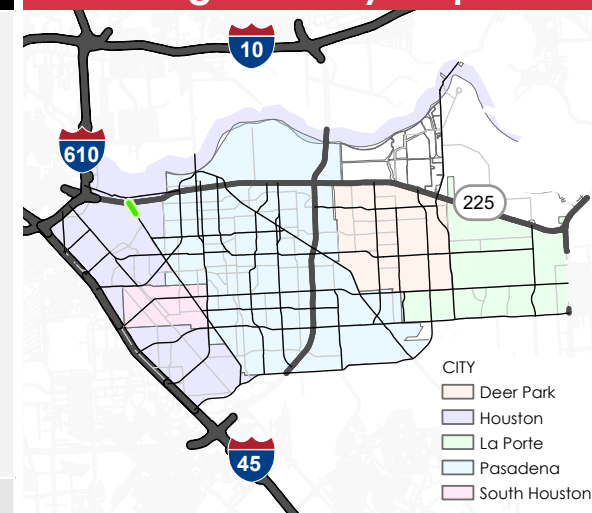 10
610
225
CITY
Deer Park
Houston
La Porte
Pasadena
South Houston
45